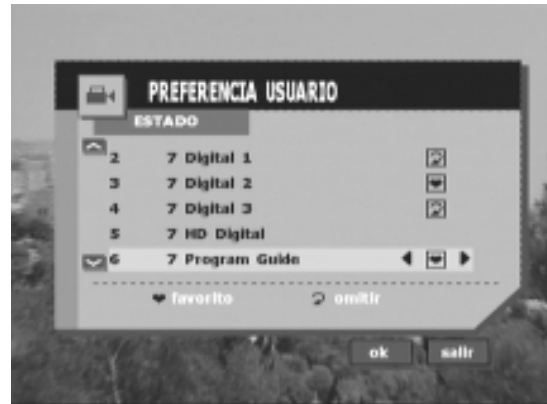 PREFERENCIA USUARIO
ESTADO
2 7 Digital 1
3 7 Digital 2
4 7 Digital 3
5 7 HD Digital
6 7 Program Guide
favorito omitir
ok salir